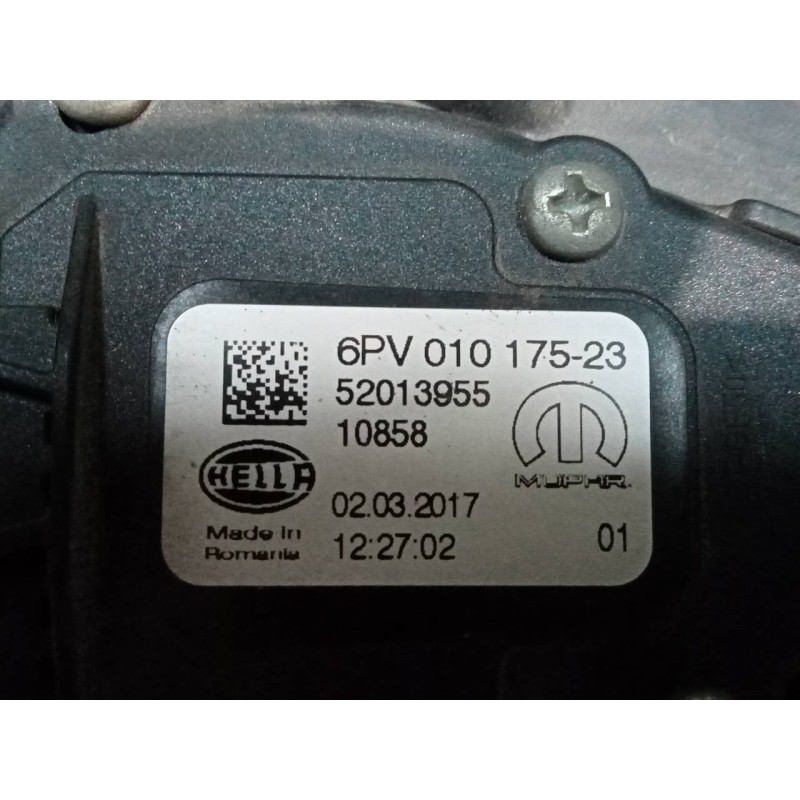 6PV 010 175-23
52013955
10858
HELLA
MOPAR.
02.03.2017
Made in
Romania
12:27:02
01